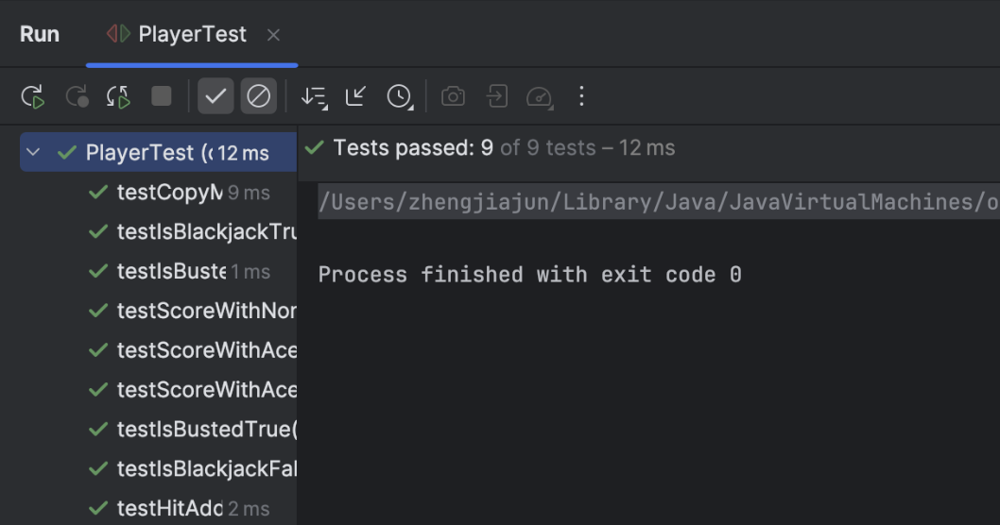 Run PlayerTest
PlayerTest (c 12 ms
testCopyM 9 ms
testIsBlackjackTru
testIsBuste 1 ms
testScoreWithNor
testScoreWithAce
testScoreWithAce
testIsBustedTrue(
testIsBlackjackFal
testHitAdd 2 ms
Tests passed: 9 of 9 tests – 12 ms
/Users/zhengjiajun/Library/Java/JavaVirtualMachines/o
Process finished with exit code 0